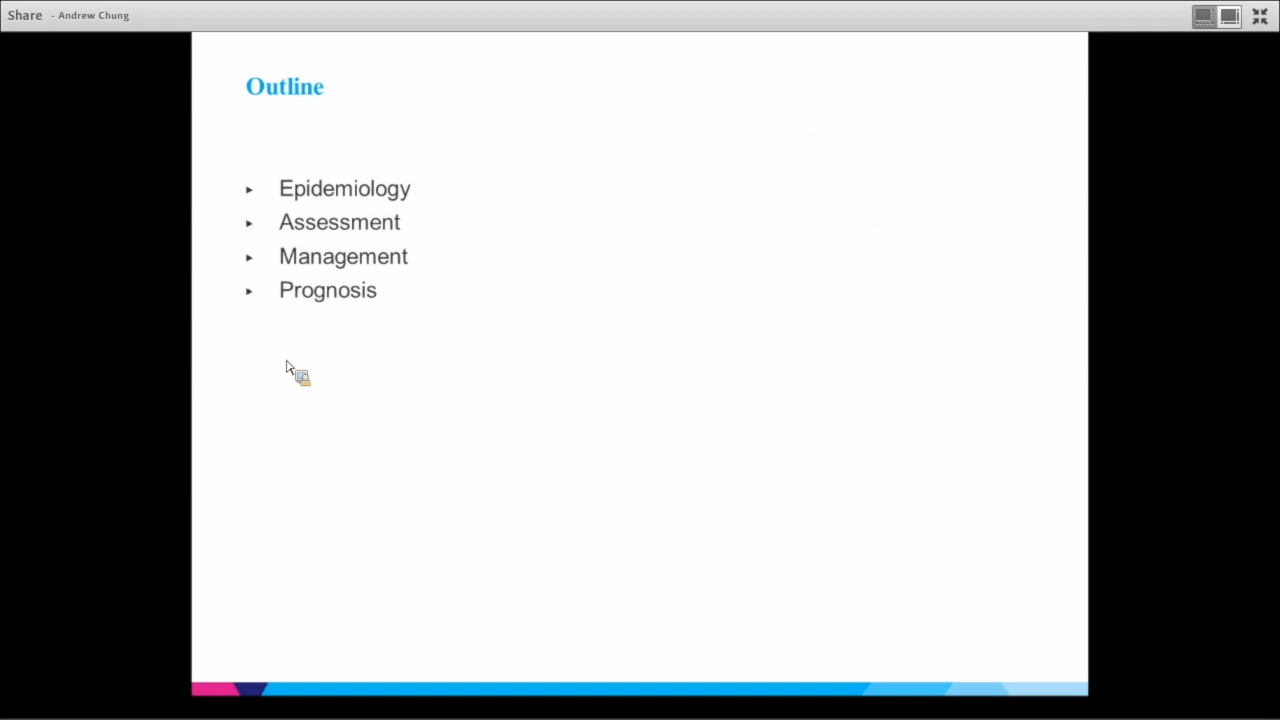 Share - Andrew Chung
Outline
Epidemiology
Assessment
Management
Prognosis